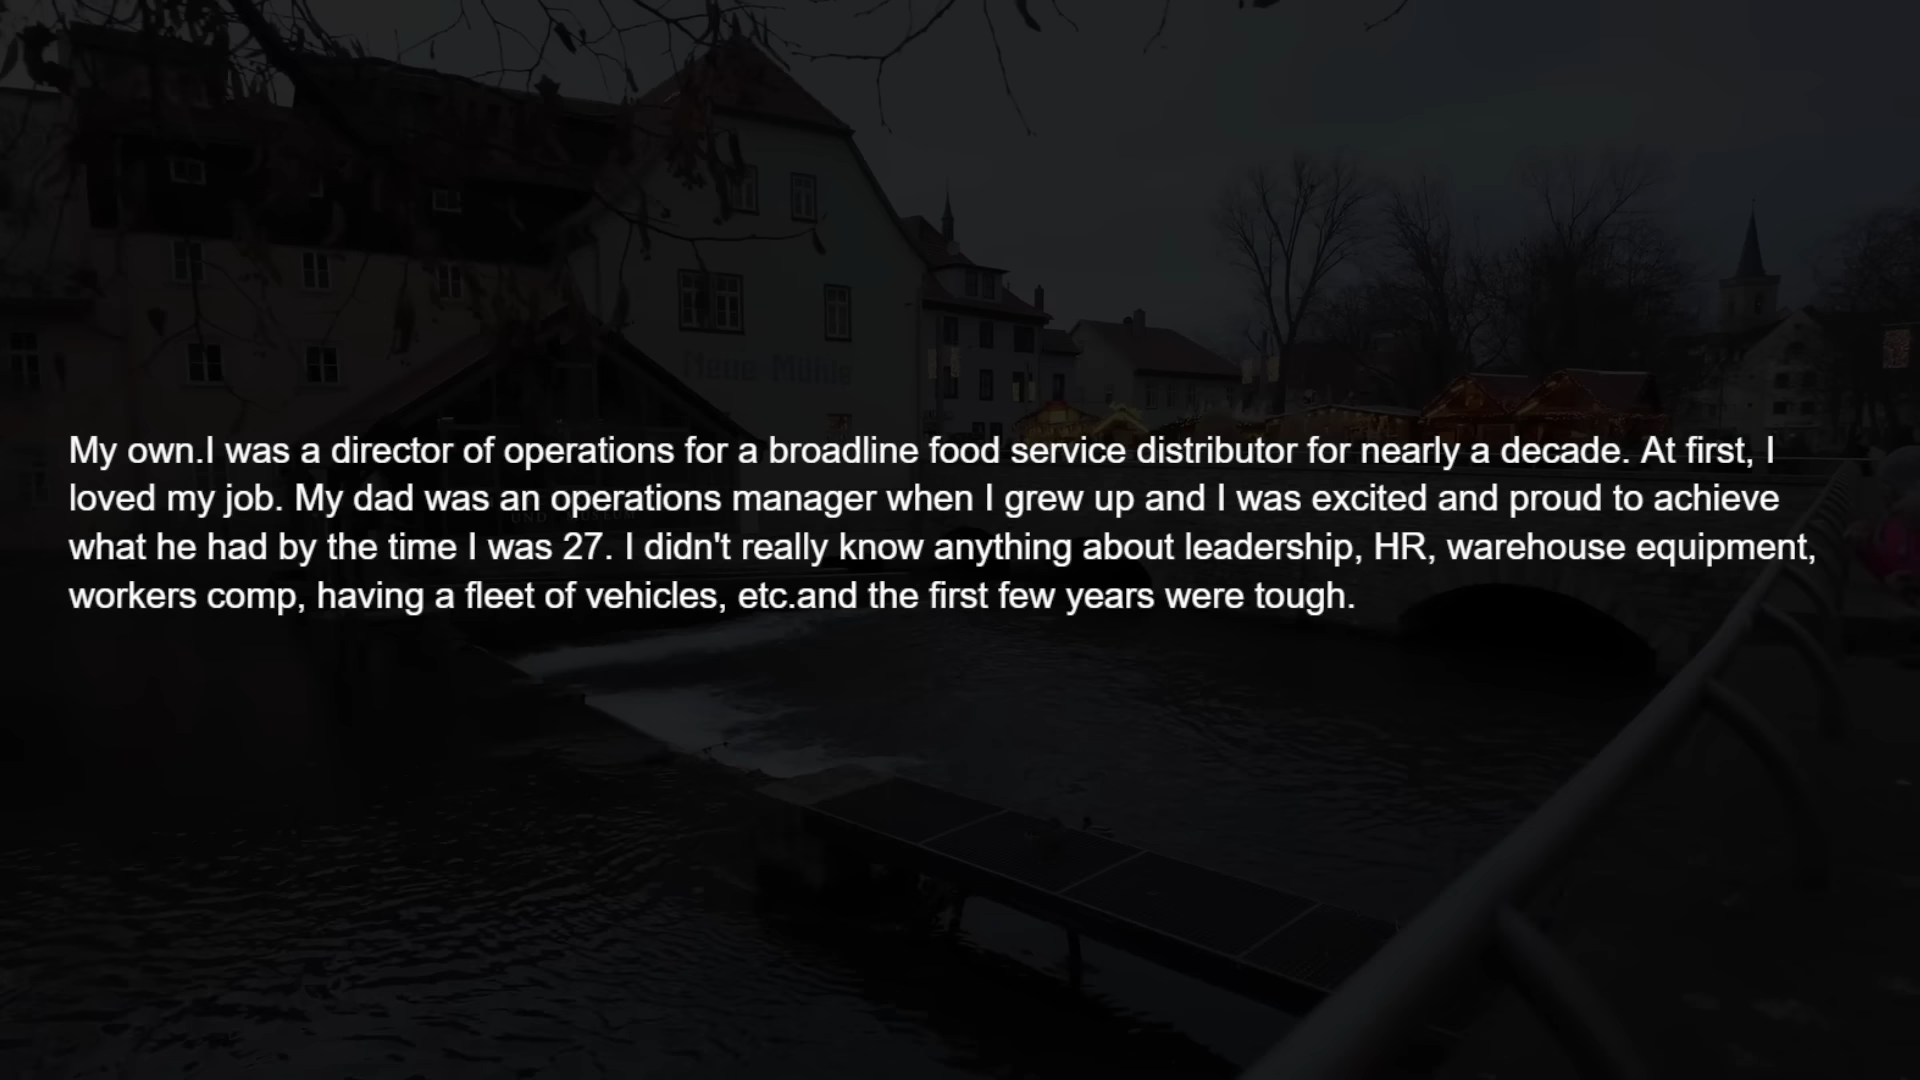 Neue Mühle
My own.I was a director of operations for a broadline food service distributor for nearly a decade. At first, I
loved my job. My dad was an operations manager when I grew up and I was excited and proud to achieve
what he had by the time I was 27. I didn't really know anything about leadership, HR, warehouse equipment,
workers comp, having a fleet of vehicles, etc.and the first few years were tough.